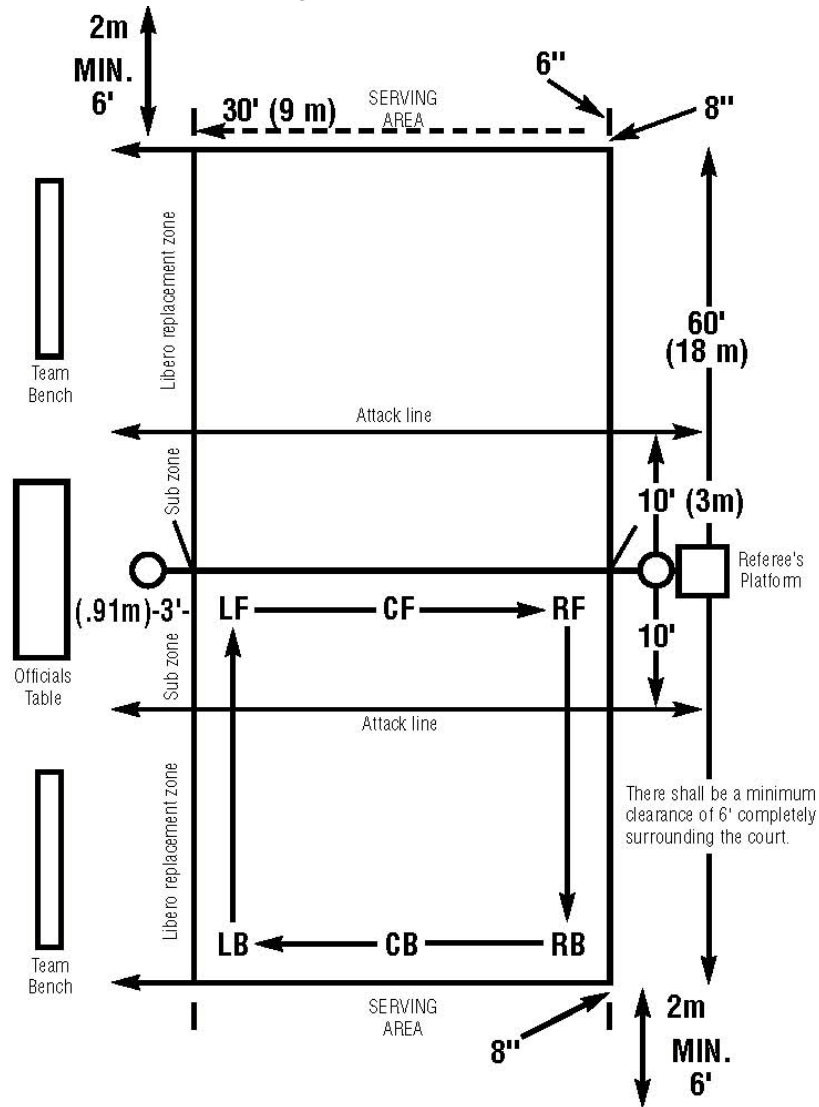 2m
MIN.
6'
6"
30' (9 m)
SERVING
AREA
8"
Libero replacement zone
Team
Bench
60'
(18 m)
Attack line
Sub zone
10' (3m)
Referee's
Platform
(.91m)-3'-
LF
CF
RF
10'
Officials
Table
Sub zone
Attack line
Libero replacement zone
There shall be a minimum
clearance of 6' completely
surrounding the court.
LB
CB
RB
Team
Bench
SERVING
AREA
8"
2m
MIN.
6'